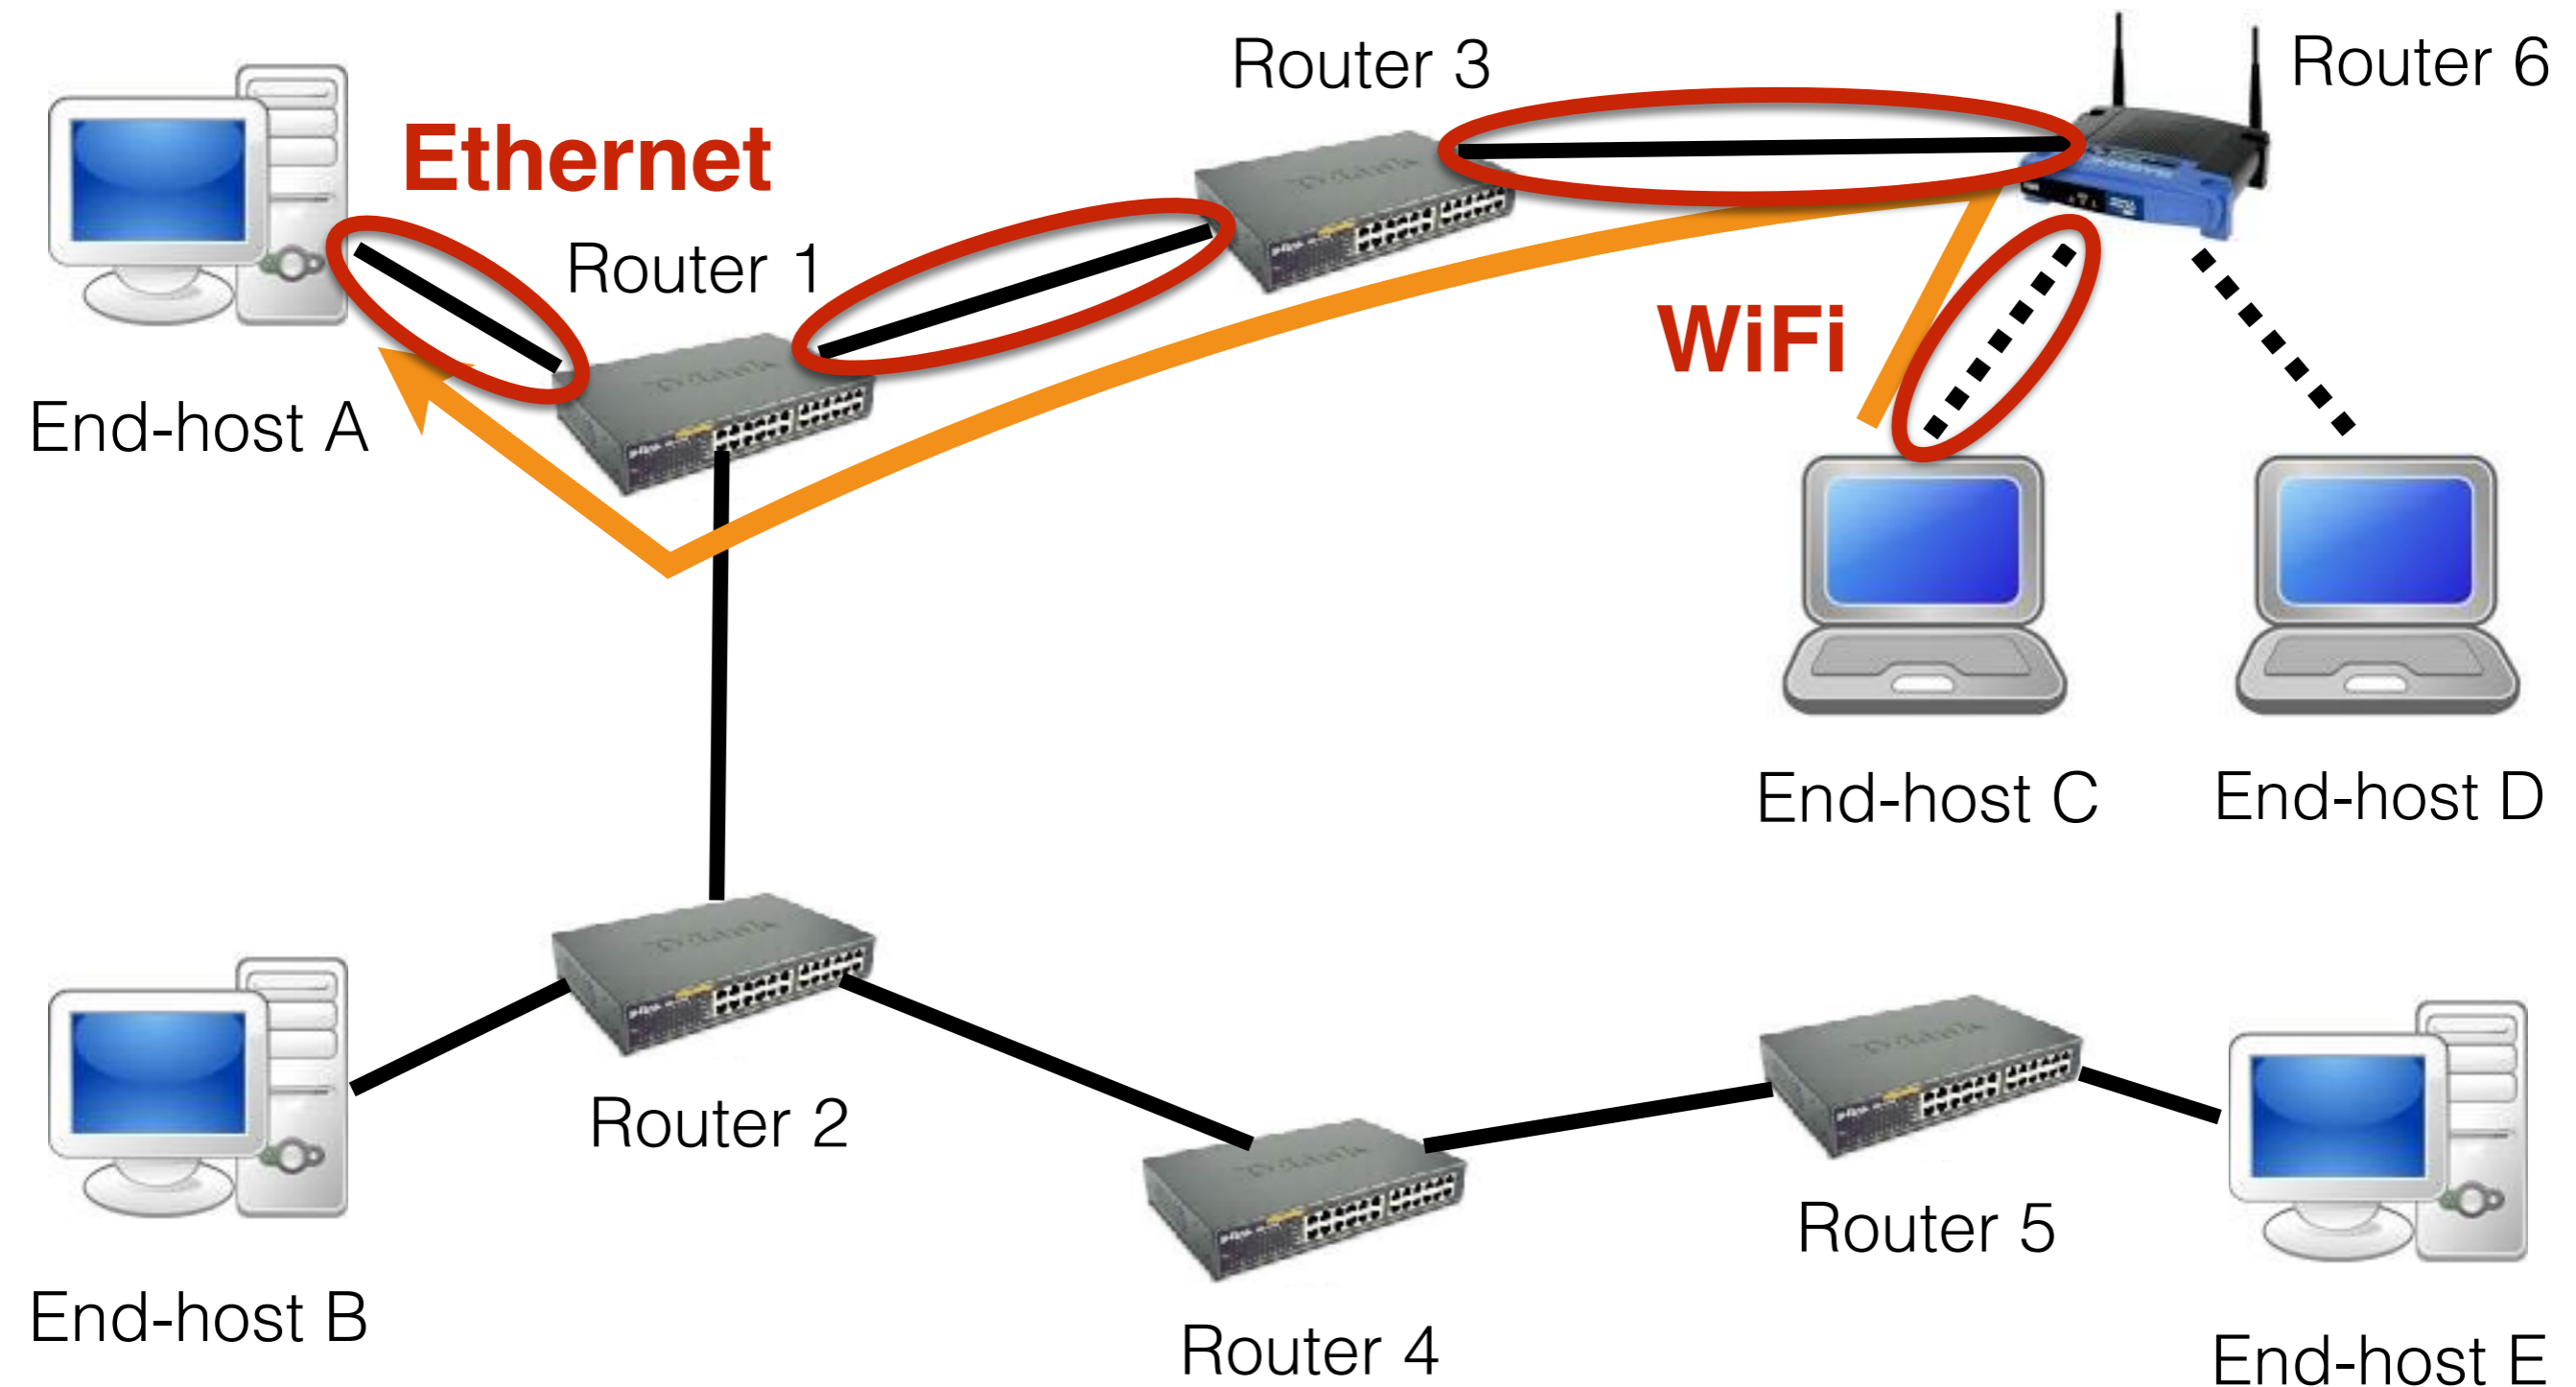 Router 3
Router 6
Ethernet
Router 1
WiFi
End-host A
End-host C
End-host D
Router 2
Router 5
End-host B
Router 4
End-host E